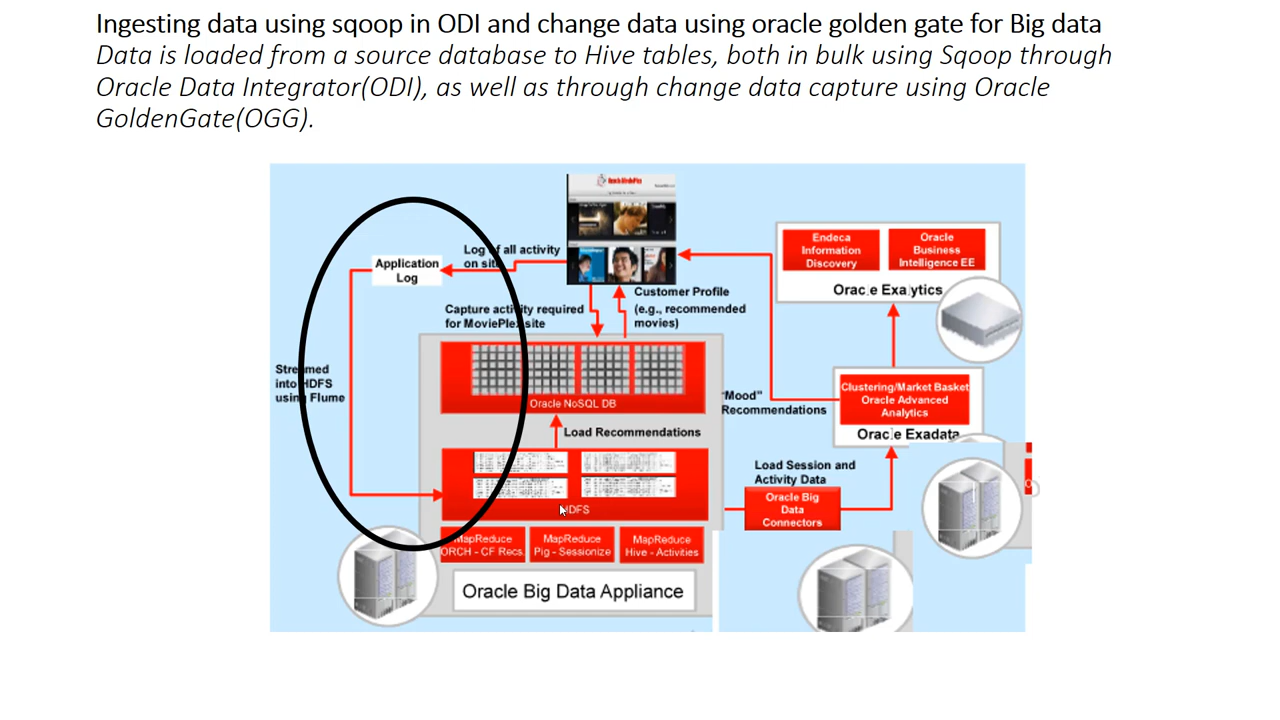 Ingesting data using sqoop in ODI and change data using oracle golden gate for Big data
Data is loaded from a source database to Hive tables, both in bulk using Sqoop through
Oracle Data Integrator(ODI), as well as through change data capture using Oracle
GoldenGate(OGG).
Application
Log
Log of all activity
on site
Capture activity required
for MoviePlex site
Customer Profile
(e.g., recommended
movies)
Endeca
Information
Discovery
Oracle
Business
Intelligence EE
Oracle Exalytics
Streamed
into HDFS
using Flume
Oracle NoSQL DB
"Mood"
Recommendations
Clustering/Market Basket
Oracle Advanced
Analytics
Oracle Exadata
Load Recommendations
Load Session and
Activity Data
Oracle Big
Data
Connectors
HDFS
MapReduce
ORCH - CF Recs.
MapReduce
Pig - Sessionize
MapReduce
Hive - Activities
Oracle Big Data Appliance